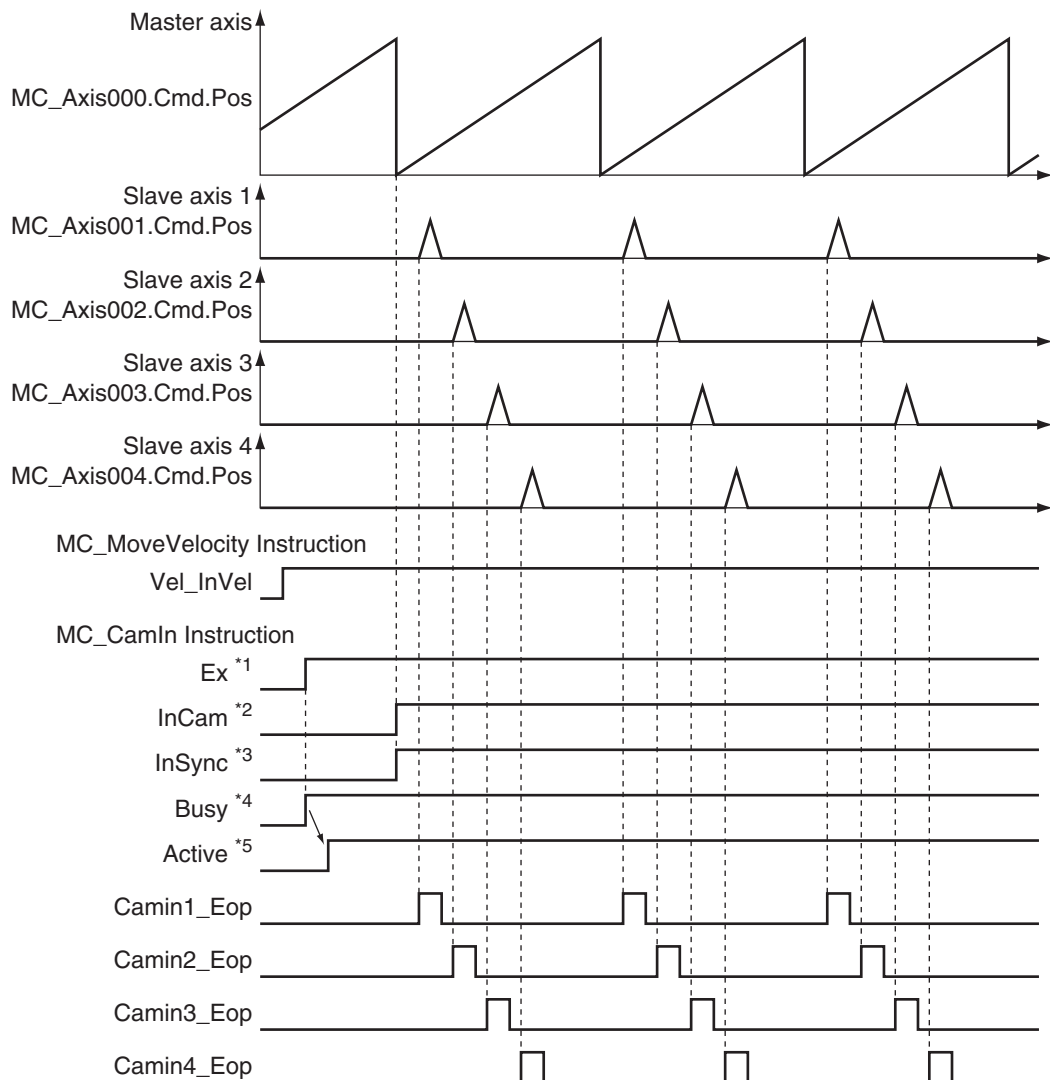 Master axis
MC_Axis000.Cmd.Pos
Slave axis 1
MC_Axis001.Cmd.Pos
Slave axis 2
MC_Axis002.Cmd.Pos
Slave axis 3
MC_Axis003.Cmd.Pos
Slave axis 4
MC_Axis004.Cmd.Pos
MC_MoveVelocity Instruction
Vel_InVel
MC_CamIn Instruction
Ex *1
InCam *2
InSync *3
Busy *4
Active *5
Camin1_Eop
Camin2_Eop
Camin3_Eop
Camin4_Eop